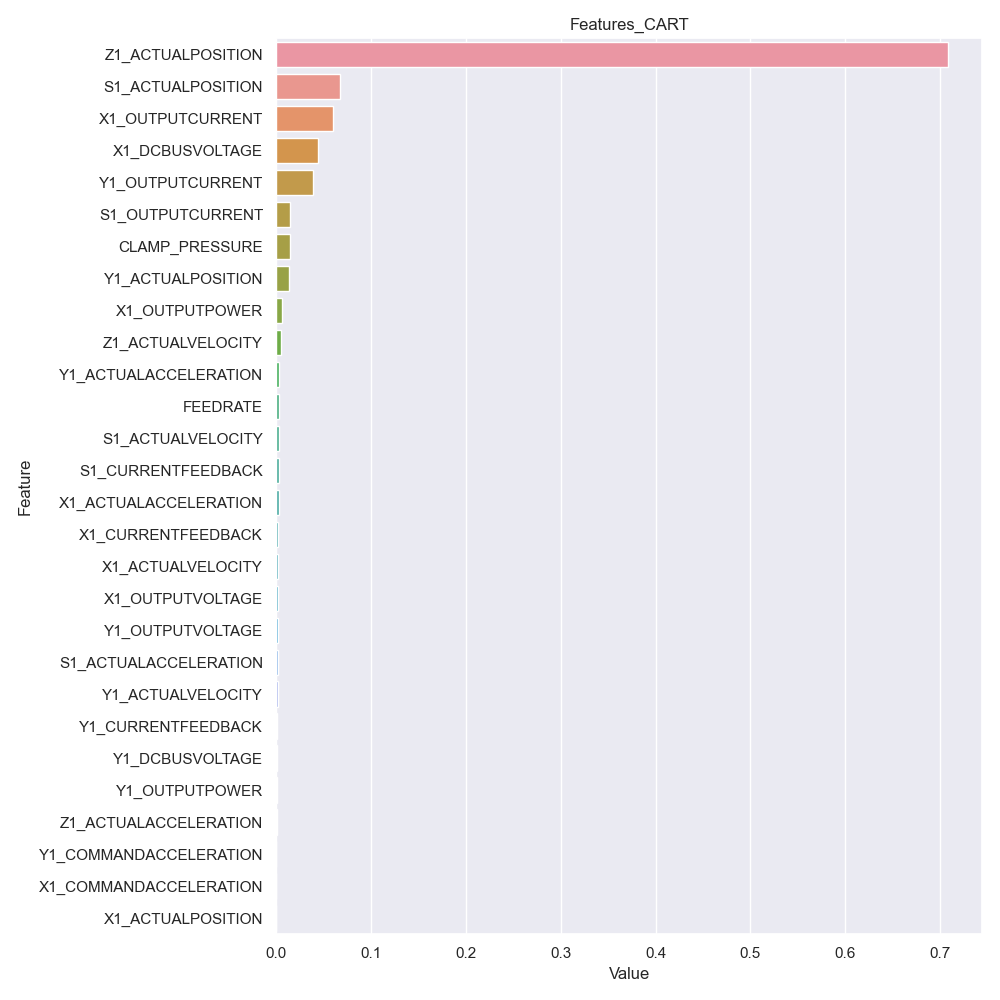 Features_CART
Z1_ACTUALPOSITION
S1_ACTUALPOSITION
X1_OUTPUTCURRENT
X1_DCBUSVOLTAGE
Y1_OUTPUTCURRENT
S1_OUTPUTCURRENT
CLAMP_PRESSURE
Y1_ACTUALPOSITION
X1_OUTPUTPOWER
Z1_ACTUALVELOCITY
Y1_ACTUALACCELERATION
FEEDRATE
S1_ACTUALVELOCITY
S1_CURRENTFEEDBACK
X1_ACTUALACCELERATION
X1_CURRENTFEEDBACK
X1_ACTUALVELOCITY
X1_OUTPUTVOLTAGE
Y1_OUTPUTVOLTAGE
S1_ACTUALACCELERATION
Y1_ACTUALVELOCITY
Y1_CURRENTFEEDBACK
Y1_DCBUSVOLTAGE
Y1_OUTPUTPOWER
Z1_ACTUALACCELERATION
Y1_COMMANDACCELERATION
X1_COMMANDACCELERATION
X1_ACTUALPOSITION
Feature
0.0 0.1 0.2 0.3 0.4 0.5 0.6 0.7
Value